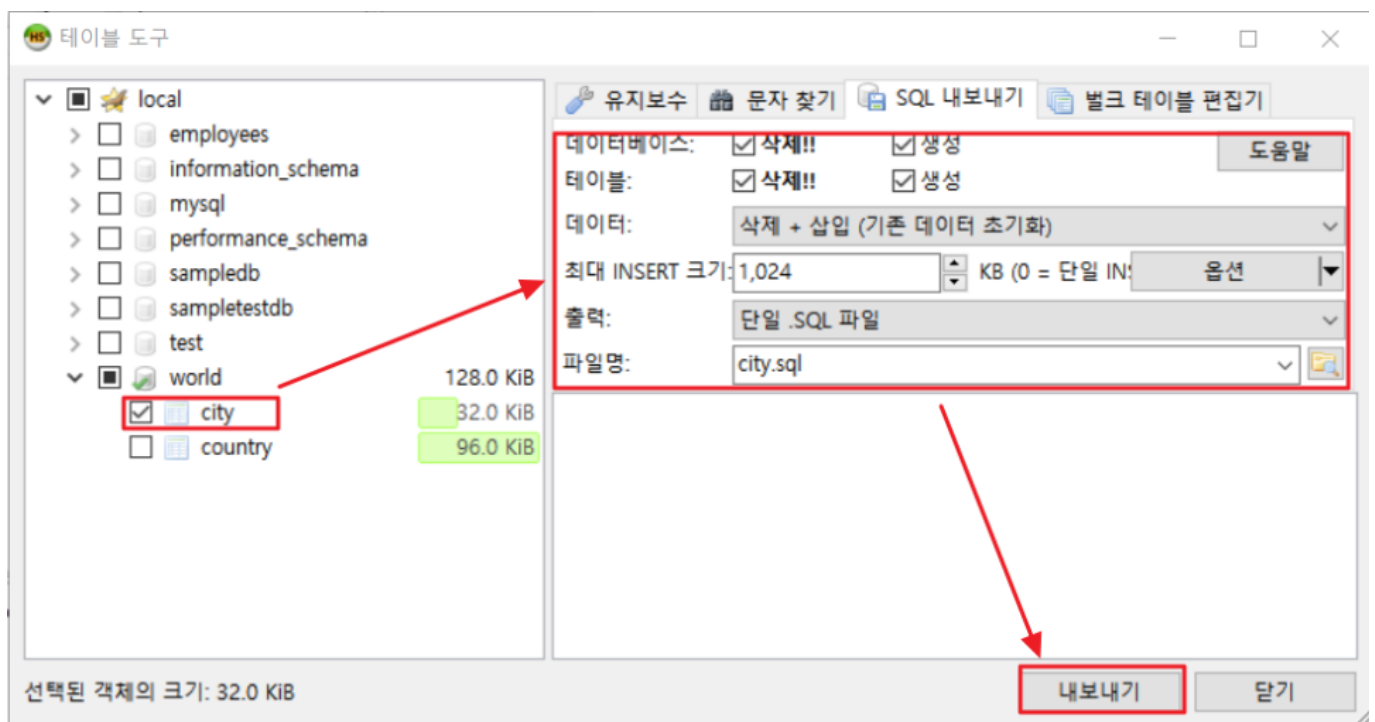 HS 테이블 도구
local
employees
information_schema
mysql
performance_schema
sampledb
sampletestdb
test
world 128.0 KiB
city 32.0 KiB
country 96.0 KiB
유지보수 문자 찾기 SQL 내보내기 벌크 테이블 편집기
데이터베이스: 삭제!! 생성 도움말
테이블: 삭제!! 생성
데이터: 삭제 + 삽입 (기존 데이터 초기화)
최대 INSERT 크기: 1,024 KB (0 = 단일 IN 옵션
출력: 단일 .SQL 파일
파일명: city.sql
선택된 객체의 크기: 32.0 KiB 내보내기 닫기